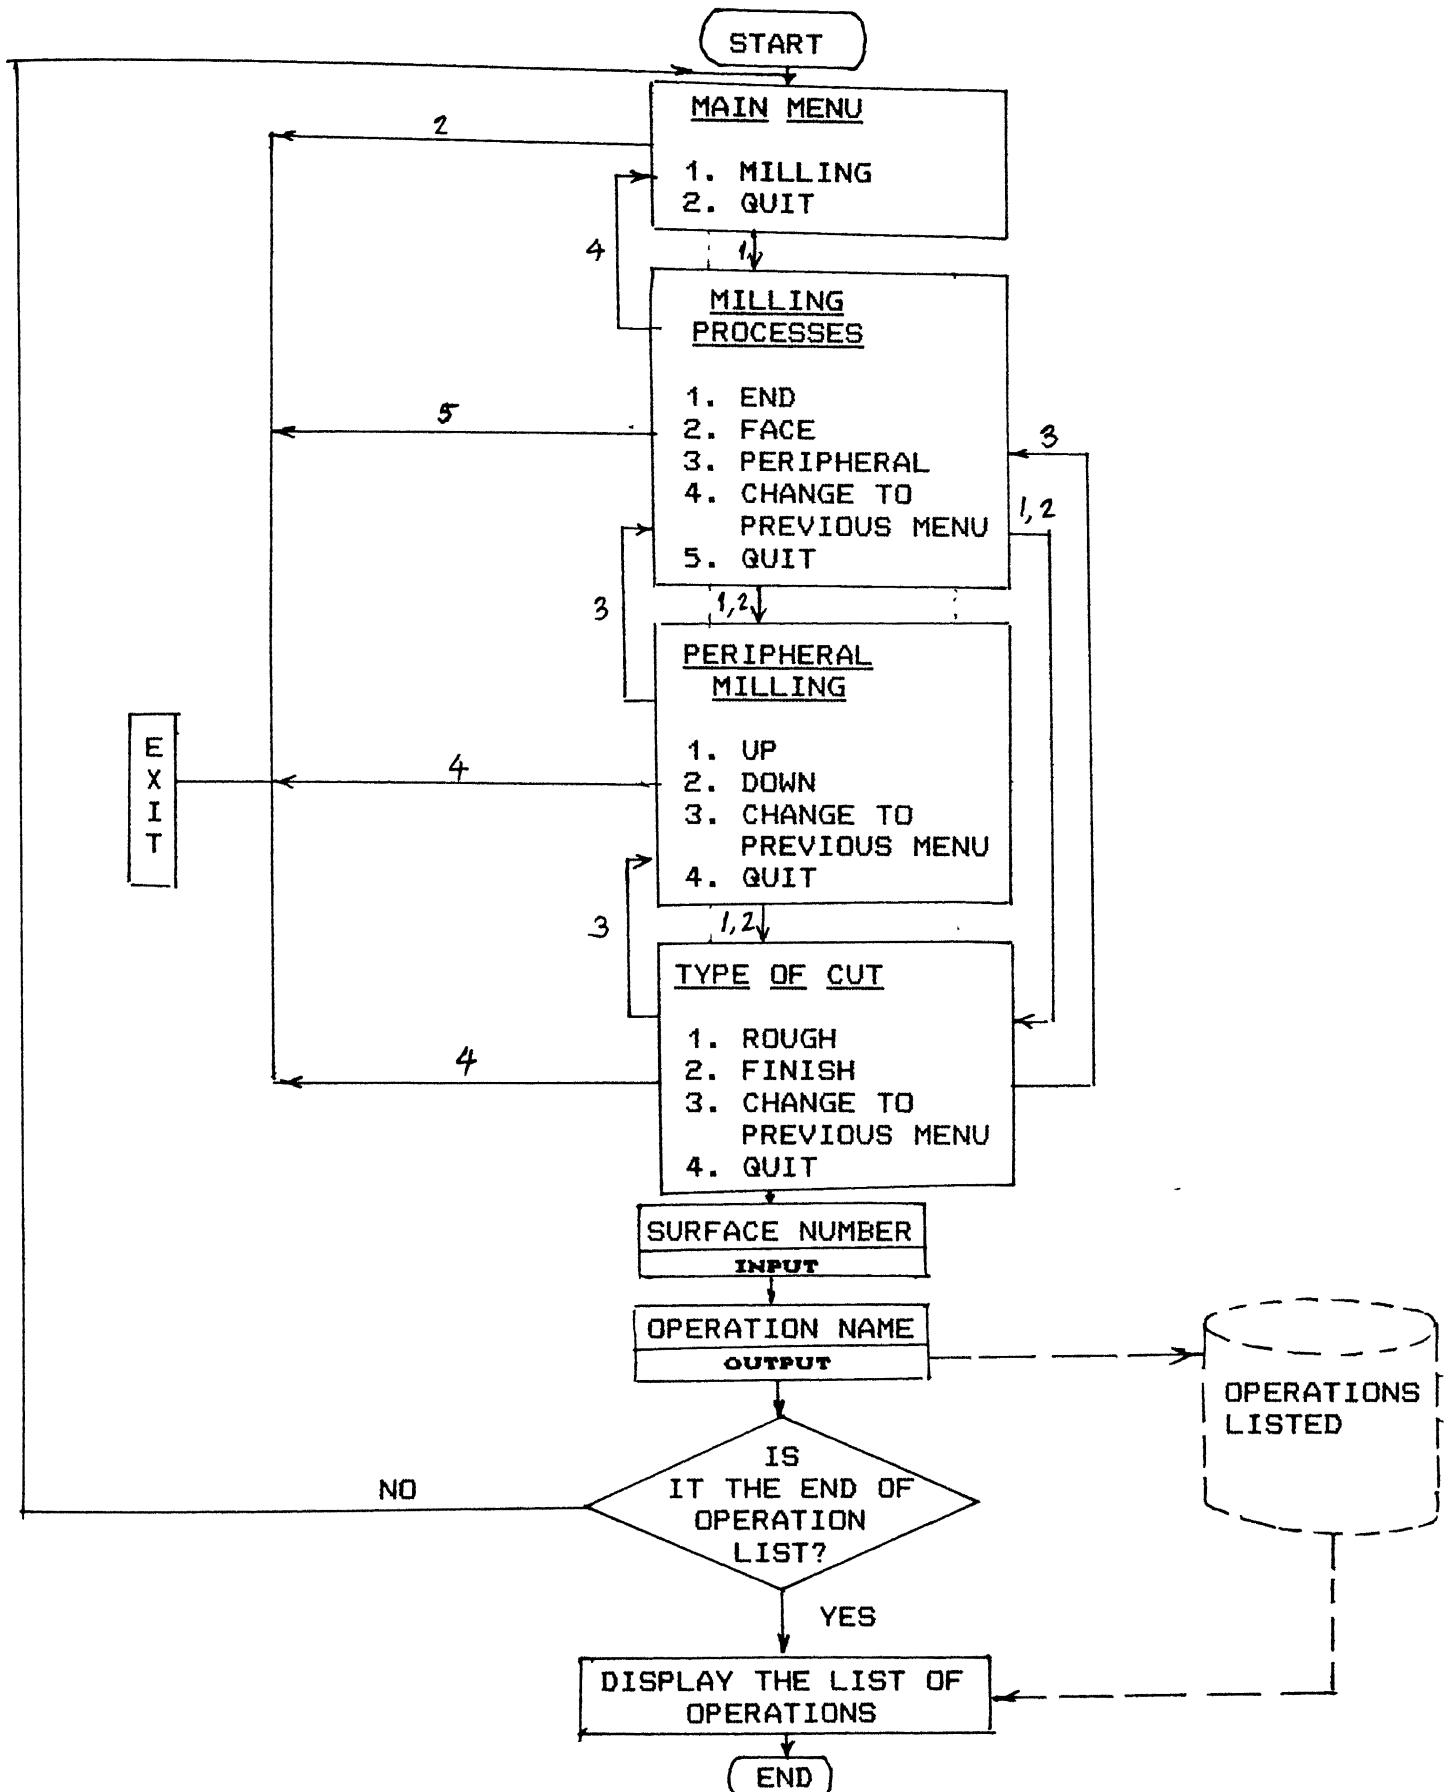 START
MAIN MENU
2
1. MILLING
2. QUIT
4
1
MILLING
PROCESSES
1. END
5
2. FACE
3
3. PERIPHERAL
4. CHANGE TO
1,2
PREVIOUS MENU
5. QUIT
3
1,2
PERIPHERAL
MILLING
E
X
I
T
1. UP
4
2. DOWN
3. CHANGE TO
PREVIOUS MENU
4. QUIT
3
1,2
TYPE OF CUT
1. ROUGH
4
2. FINISH
3. CHANGE TO
PREVIOUS MENU
4. QUIT
SURFACE NUMBER
INPUT
OPERATION NAME
OUTPUT
OPERATIONS
LISTED
IS
IT THE END OF
OPERATION
LIST?
NO
YES
DISPLAY THE LIST OF
OPERATIONS
END